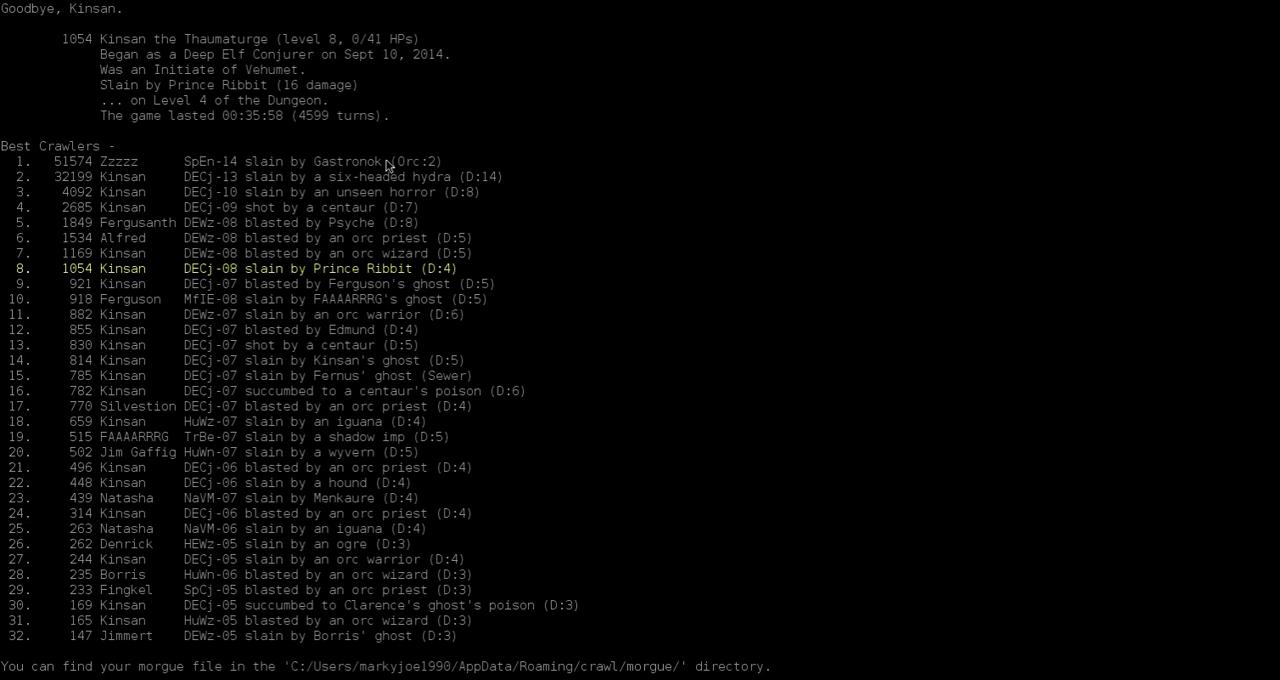 Goodbye, Kinsan.
1054 Kinsan the Thaumaturge (level 8, 0/41 HPs)
Began as a Deep Elf Conjurer on Sept 10, 2014.
Was an Initiate of Vehumet.
Slain by Prince Ribbit (16 damage)
... on Level 4 of the Dungeon.
The game lasted 00:35:58 (4599 turns).
Best Crawlers -
1. 51574 Zzzzz SpEn-14 slain by Gastronok (Orc:2)
2. 32199 Kinsan DECj-13 slain by a six-headed hydra (D:14)
3. 4092 Kinsan DECj-10 slain by an unseen horror (D:8)
4. 2685 Kinsan DECj-09 shot by a centaur (D:7)
5. 1849 Fergusanth DEWz-08 blasted by Psyche (D:8)
6. 1534 Alfred DEWz-08 blasted by an orc priest (D:5)
7. 1169 Kinsan DEWz-08 blasted by an orc wizard (D:5)
8. 1054 Kinsan DECj-08 slain by Prince Ribbit (D:4)
9. 921 Kinsan DECj-07 blasted by Ferguson's ghost (D:5)
10. 918 Ferguson MfIE-08 slain by FAAAARRRG's ghost (D:5)
11. 882 Kinsan DEWz-07 slain by an orc warrior (D:6)
12. 855 Kinsan DECj-07 blasted by Edmund (D:4)
13. 830 Kinsan DECj-07 shot by a centaur (D:5)
14. 814 Kinsan DECj-07 slain by Kinsan's ghost (D:5)
15. 785 Kinsan DECj-07 slain by Fernus' ghost (Sewer)
16. 782 Kinsan DECj-07 succumbed to a centaur's poison (D:6)
17. 770 Silvestion DECj-07 blasted by an orc priest (D:4)
18. 659 Kinsan HuWz-07 slain by an iguana (D:4)
19. 515 FAAAARRRG TrBe-07 slain by a shadow imp (D:5)
20. 502 Jim Gaffig HuWn-07 slain by a wyvern (D:5)
21. 496 Kinsan DECj-06 blasted by an orc priest (D:4)
22. 448 Kinsan DECj-06 slain by a hound (D:4)
23. 439 Natasha NaVM-07 slain by Menkaure (D:4)
24. 314 Kinsan DECj-06 blasted by an orc priest (D:4)
25. 263 Natasha NaVM-06 slain by an iguana (D:4)
26. 262 Denrick HEWz-05 slain by an ogre (D:3)
27. 244 Kinsan DECj-05 slain by an orc warrior (D:4)
28. 235 Borris HuWn-06 blasted by an orc wizard (D:3)
29. 233 Fingkel SpCj-05 blasted by an orc priest (D:3)
30. 169 Kinsan DECj-05 succumbed to Clarence's ghost's poison (D:3)
31. 165 Kinsan HuWz-05 blasted by an orc wizard (D:3)
32. 147 Jimmert DEWz-05 slain by Borris' ghost (D:3)
You can find your morgue file in the 'C:/Users/markyjoe1990/AppData/Roaming/crawl/morgue/' directory.